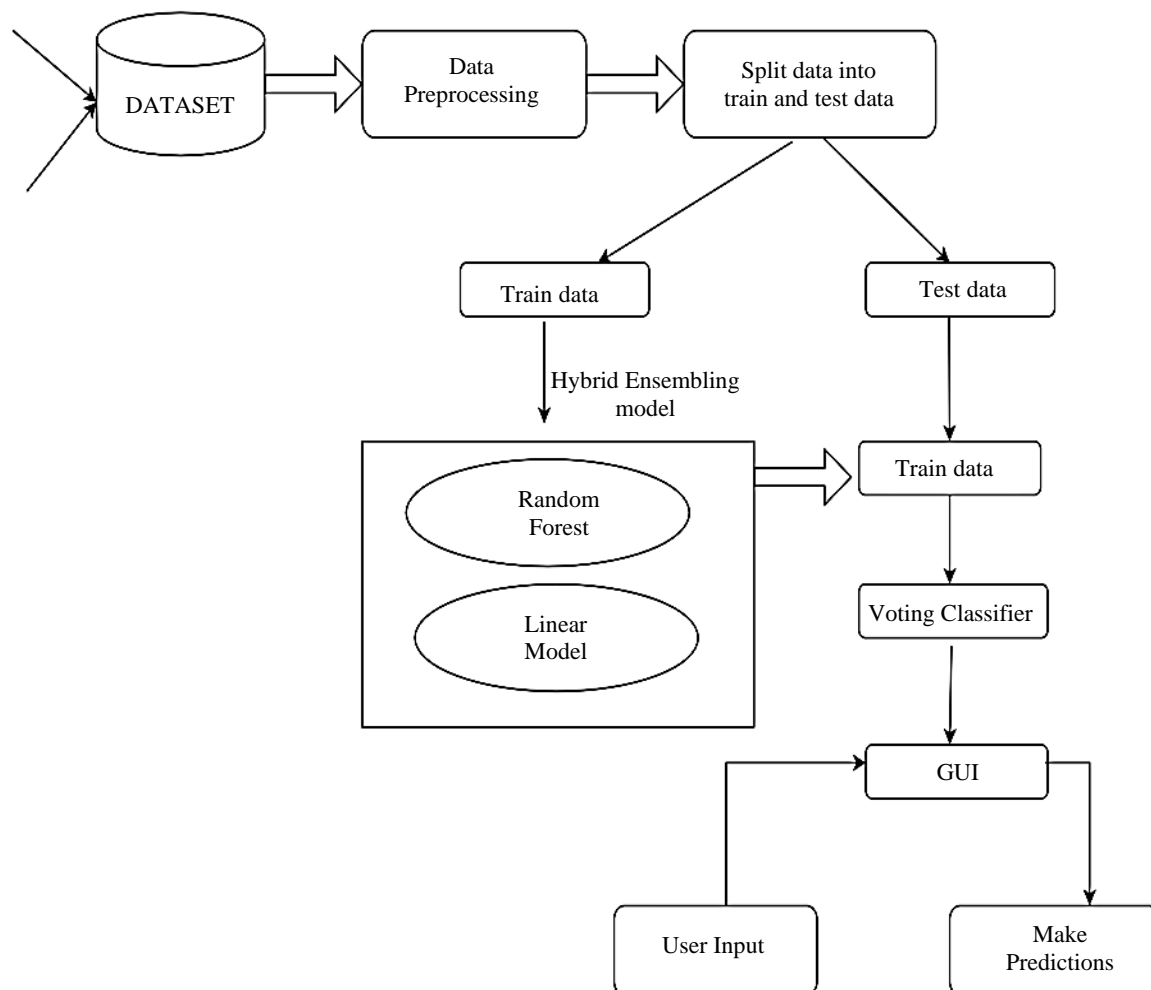 DATASET
Data
Preprocessing
Split data into
train and test data
Train data
Test data
Hybrid Ensembling
model
Train data
Random
Forest
Linear
Model
Voting Classifier
GUI
User Input
Make
Predictions